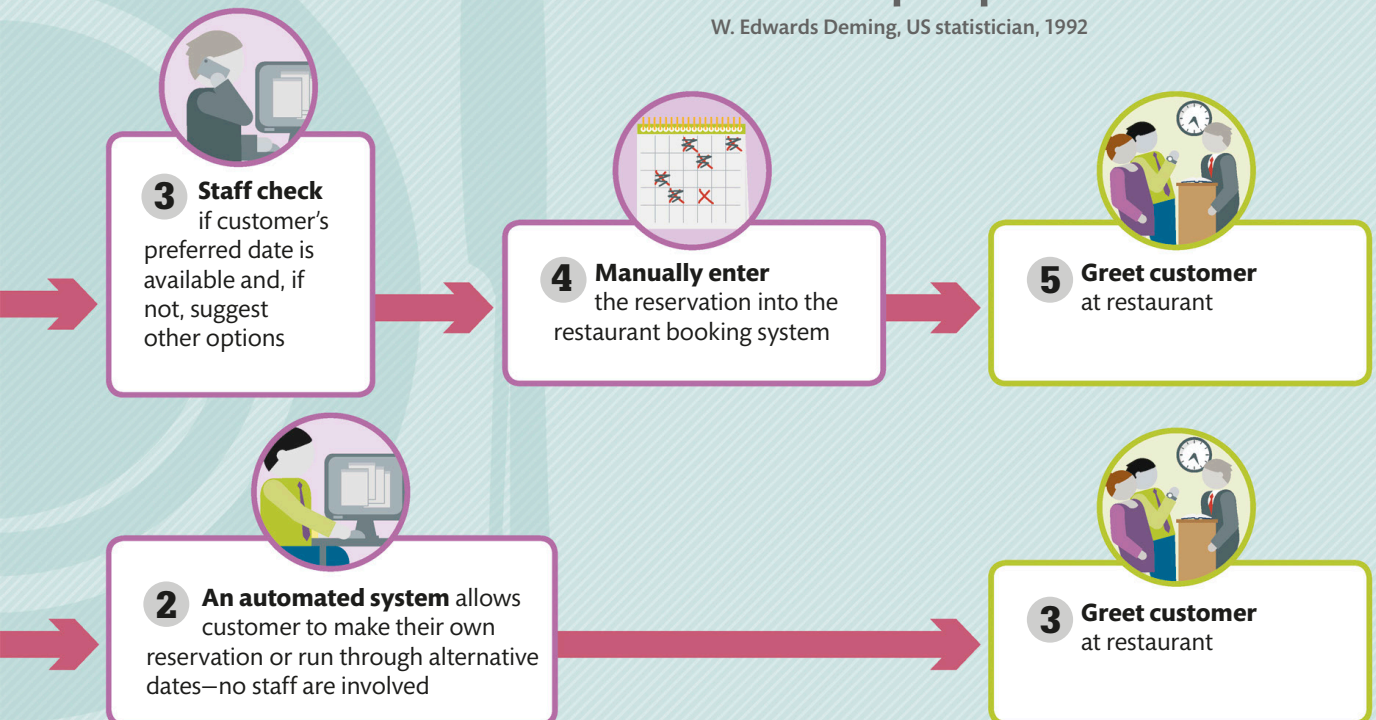 W. Edwards Deming, US statistician, 1992
3 Staff check
if customer's
preferred date is
available and, if
not, suggest
other options
4 Manually enter
the reservation into the
restaurant booking system
5 Greet customer
at restaurant
2 An automated system allows
customer to make their own
reservation or run through alternative
dates—no staff are involved
3 Greet customer
at restaurant